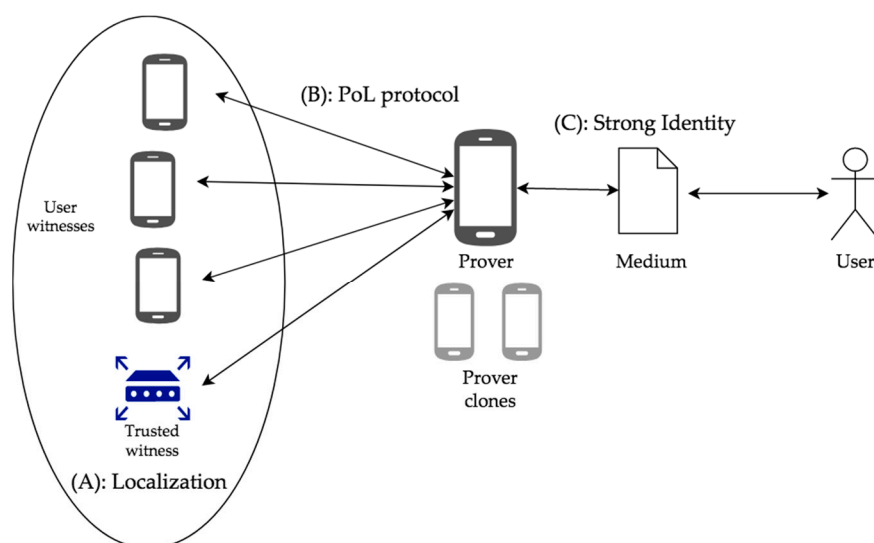 (B): PoL protocol
(C): Strong Identity
User
witnesses
Prover
Medium
User
Prover
clones
Trusted
witness
(A): Localization